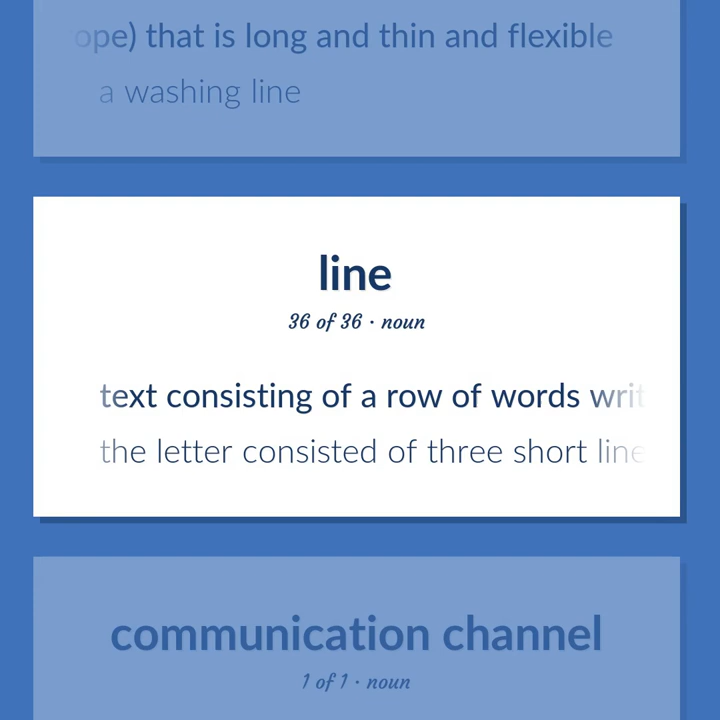 ope) that is long and thin and flexible
a washing line
line
36 of 36 · noun
text consisting of a row of words writ
the letter consisted of three short line
communication channel
1 of 1 · noun